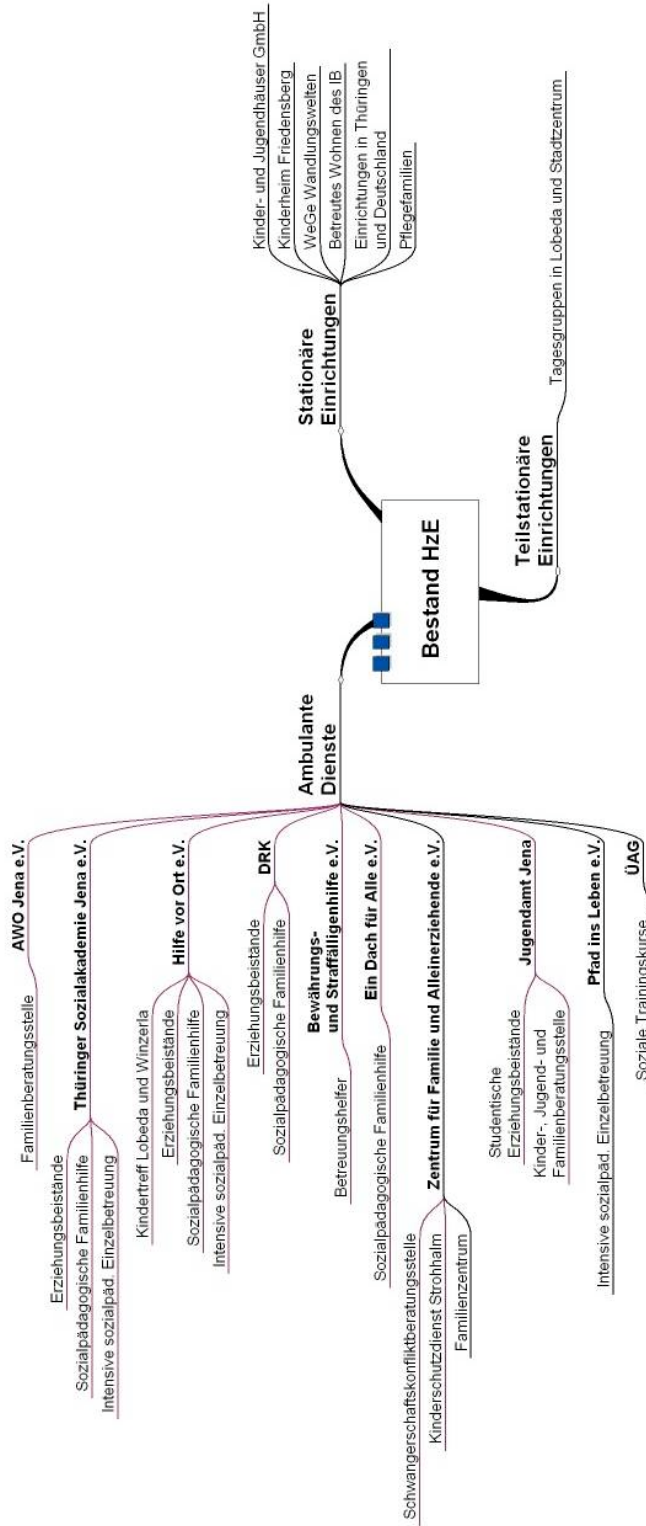 Bestand HzE
Ambulante
Dienste
AWO Jena e.V.
Familienberatungsstelle
Thüringer Sozialakademie Jena e.V.
Erziehungsbeistände
Sozialpädagogische Familienhilfe
Intensive sozialpäd. Einzelbetreuung
Hilfe vor Ort e.V.
Kindertreff Lobeda und Winzerla
Erziehungsbeistände
Sozialpädagogische Familienhilfe
Intensive sozialpäd. Einzelbetreuung
DRK
Erziehungsbeistände
Sozialpädagogische Familienhilfe
Bewährungs-
und Straffälligenhilfe e.V.
Betreuungshelfer
Ein Dach für Alle e.V.
Sozialpädagogische Familienhilfe
Zentrum für Familie und Alleinerziehende e.V.
Schwangerschaftskonfliktberatungsstelle
Kinderschutzdienst Strohhalm
Familienzentrum
Jugendamt Jena
Studentische
Erziehungsbeistände
Kinder-, Jugend- und
Familienberatungsstelle
Pfad ins Leben e.V.
Intensive sozialpäd. Einzelbetreuung
ÜAG
Soziale Trainingskurse
Stationäre
Einrichtungen
Kinder- und Jugendhäuser GmbH
Kinderheim Friedensberg
WeGe Wandlungswelten
Betreutes Wohnen des IB
Einrichtungen in Thüringen
und Deutschland
Pflegefamilien
Teilstationäre
Einrichtungen
Tagesgruppen in Lobeda und Stadtzentrum